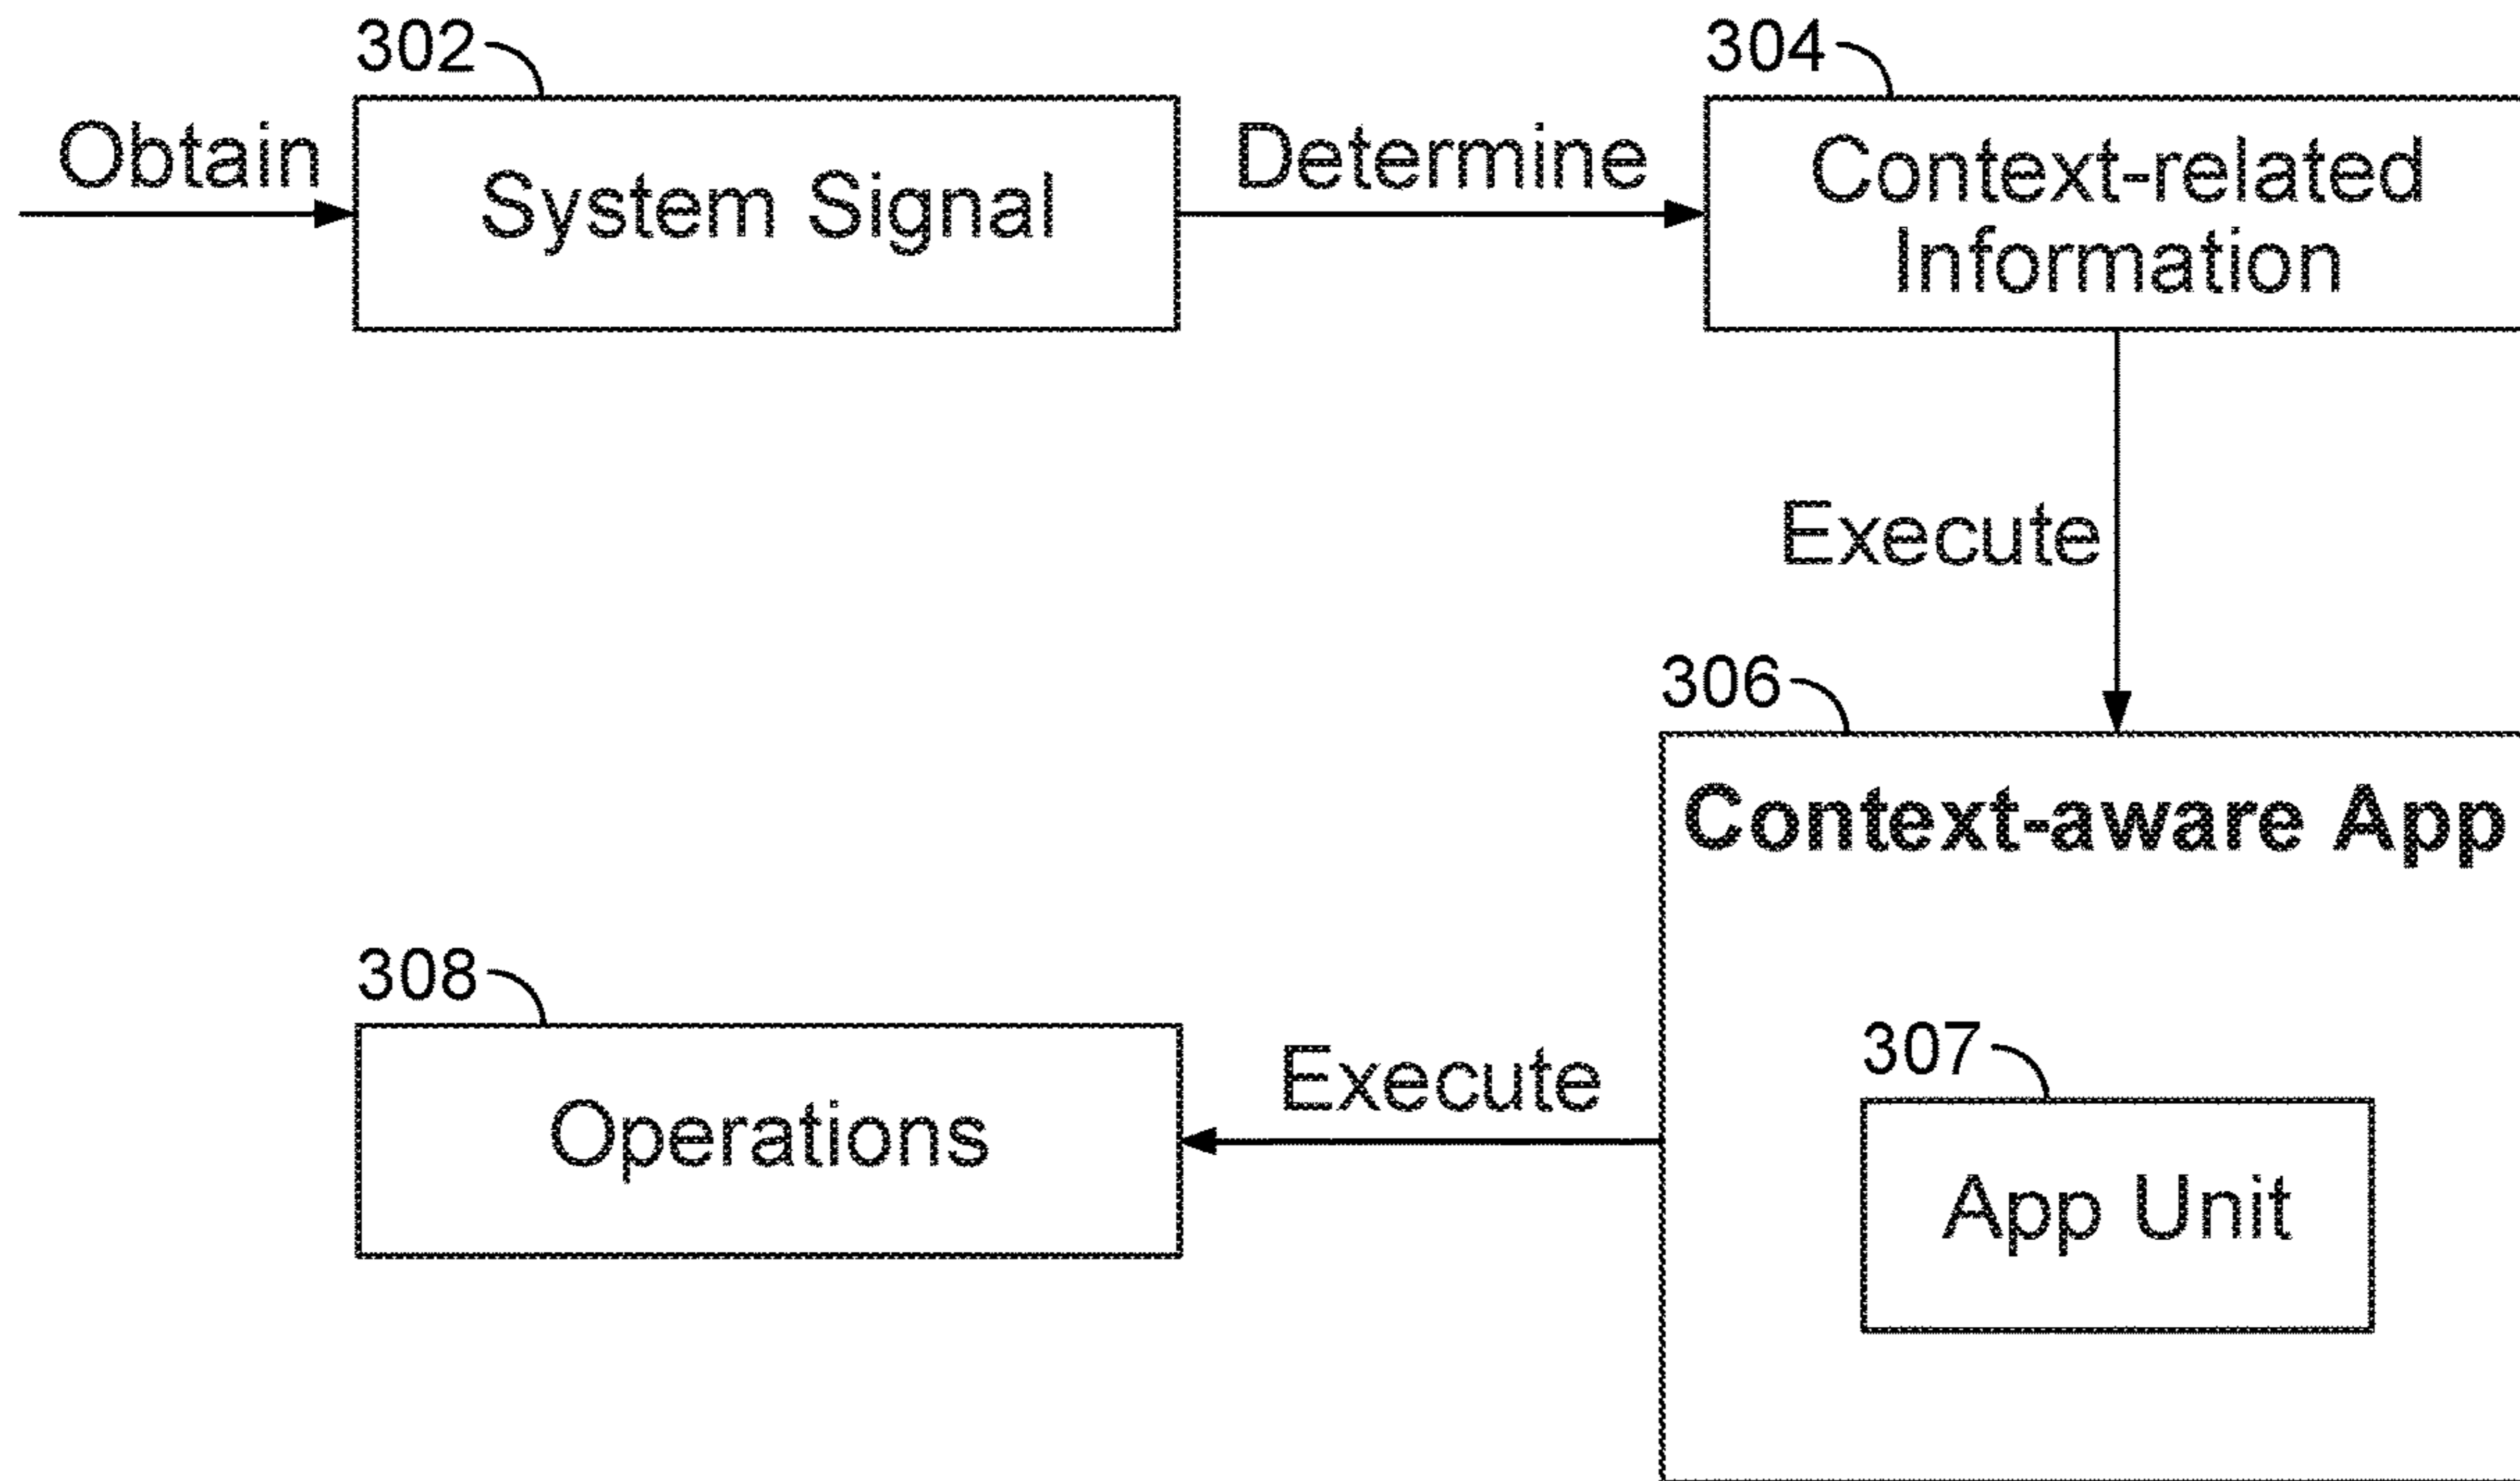 302
304
Obtain
System Signal
Determine
Context-related
Information
Execute
306
Context-aware App
308
Operations
Execute
307
App Unit